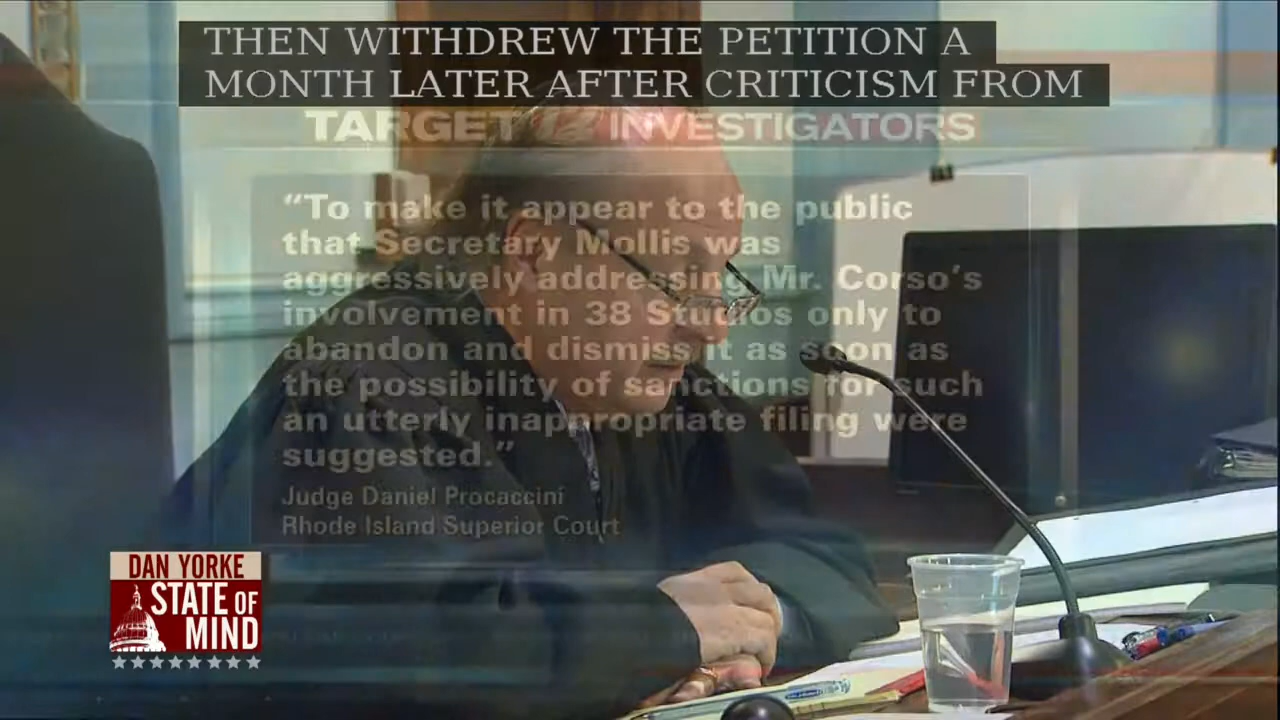 THEN WITHDREW THE PETITION A
MONTH LATER AFTER CRITICISM FROM
TARGET 12 INVESTIGATORS
“To make it appear to the public
that Secretary Mollis was
aggressively addressing Mr. Corso’s
involvement in 38 Studios only to
abandon and dismiss it as soon as
the possibility of sanctions for such
an utterly inappropriate filing were
suggested.”
Judge Daniel Procaccini
Rhode Island Superior Court
DAN YORKE
STATE OF
MIND